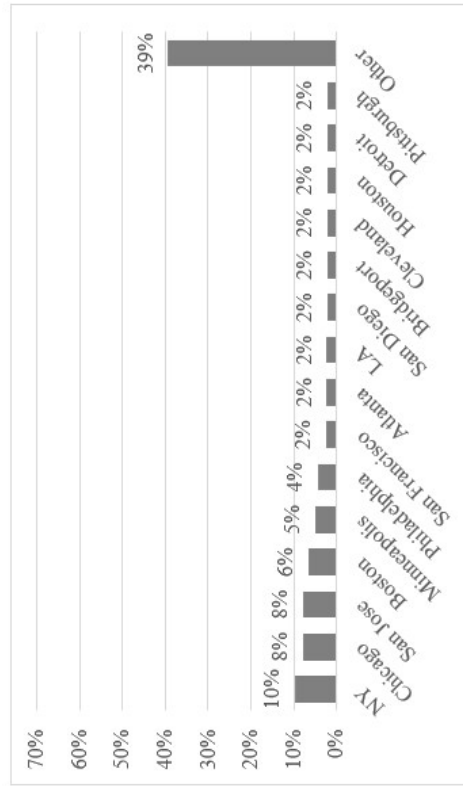 70%
60%
50%
40%
30%
20%
10%
0%
10%
8%
8%
6%
5%
4%
2%
2%
2%
2%
2%
2%
2%
2%
2%
39%
NY
Chicago
San Jose
Boston
Minneapolis
Philadelphia
San Francisco
Atlanta
LA
San Diego
Bridgeport
Cleveland
Houston
Detroit
Pittsburgh
Other